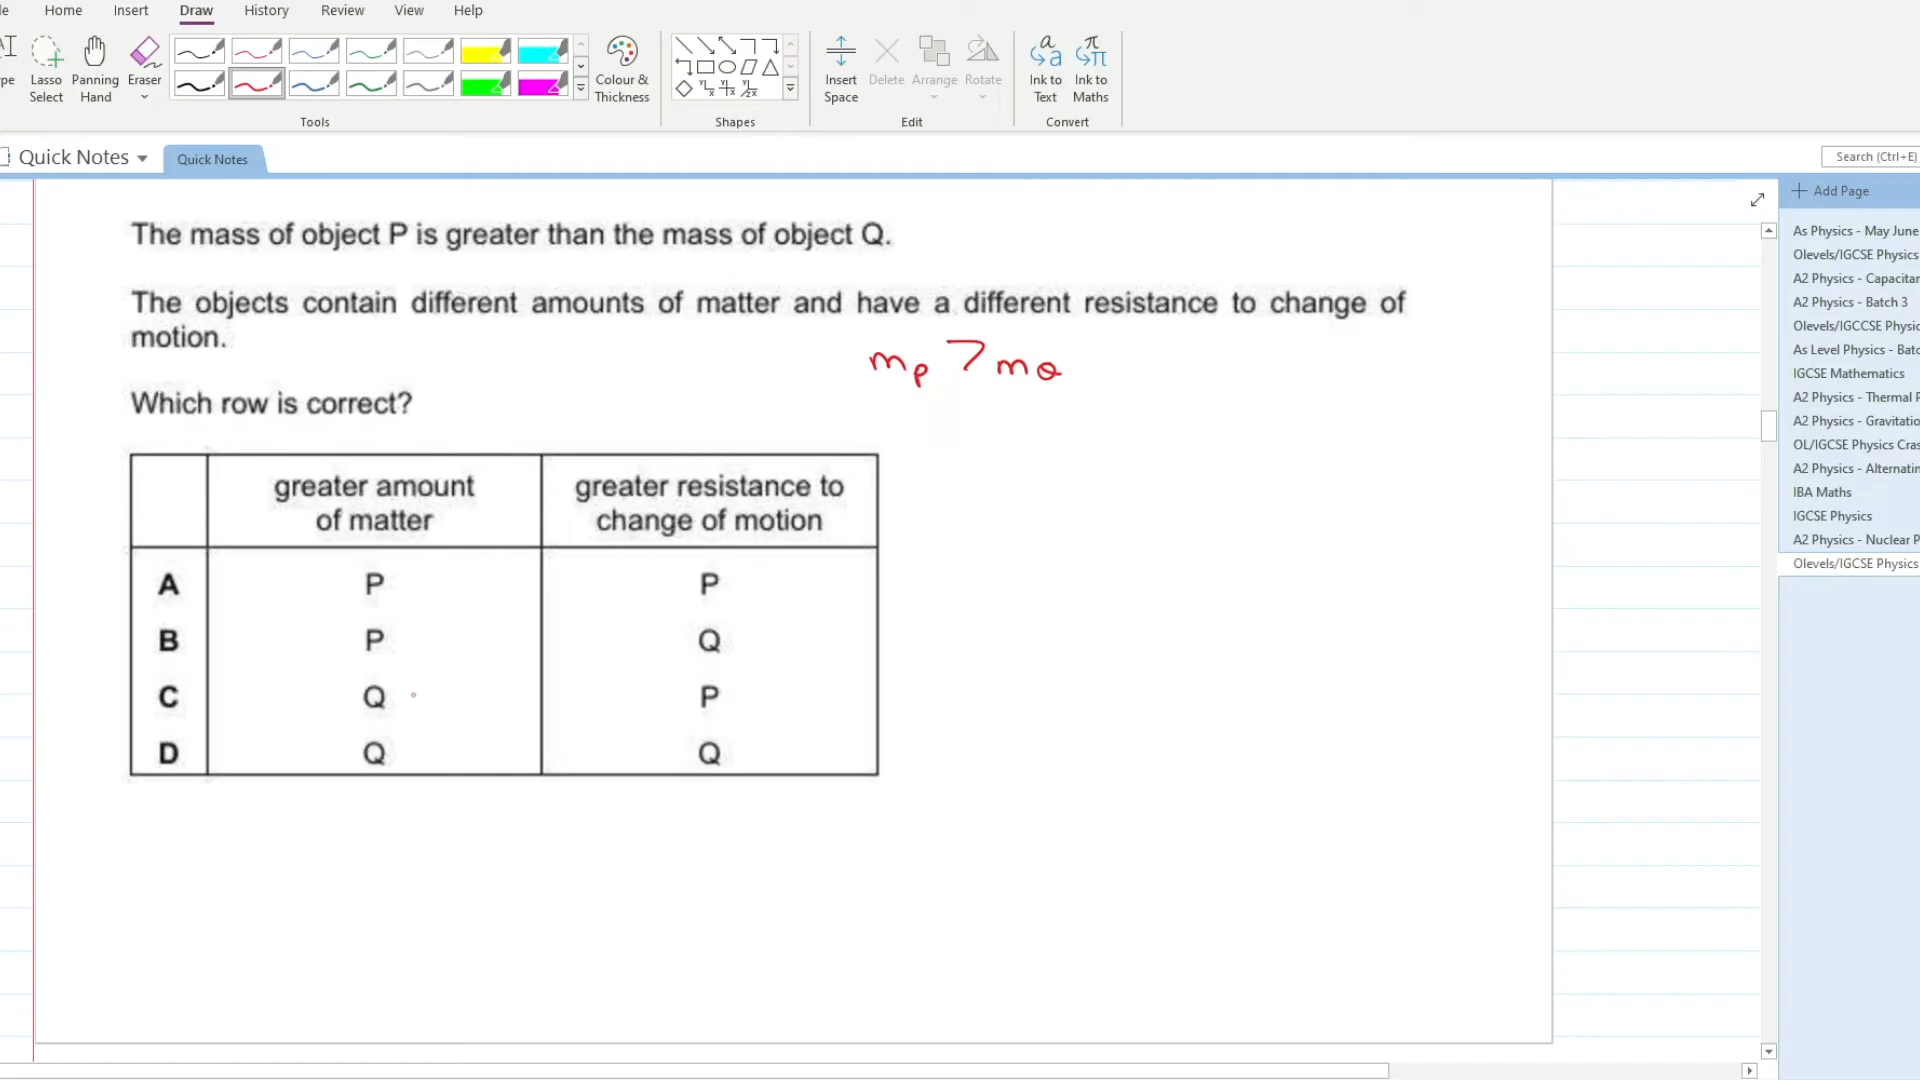 Home Insert Draw History Review View Help
Lasso Select
Panning Hand
Eraser
Colour & Thickness
Insert Space
Delete
Arrange
Rotate
Ink to Text
Ink to Maths
Tools
Shapes
Edit
Convert
Quick Notes
Quick Notes
Search (Ctrl+E)
Add Page
The mass of object P is greater than the mass of object Q.
The objects contain different amounts of matter and have a different resistance to change of
motion.
mP > mQ
Which row is correct?
greater amount of matter
greater resistance to change of motion
A P P
B P Q
C Q P
D Q Q
As Physics - May June
Olevels/IGCSE Physics
A2 Physics - Capacitar
A2 Physics - Batch 3
Olevels/IGCCSE Physic
As Level Physics - Batc
IGCSE Mathematics
A2 Physics - Thermal P
A2 Physics - Gravitatio
OL/IGCSE Physics Cras
A2 Physics - Alternatin
IBA Maths
IGCSE Physics
A2 Physics - Nuclear P
Olevels/IGCSE Physics